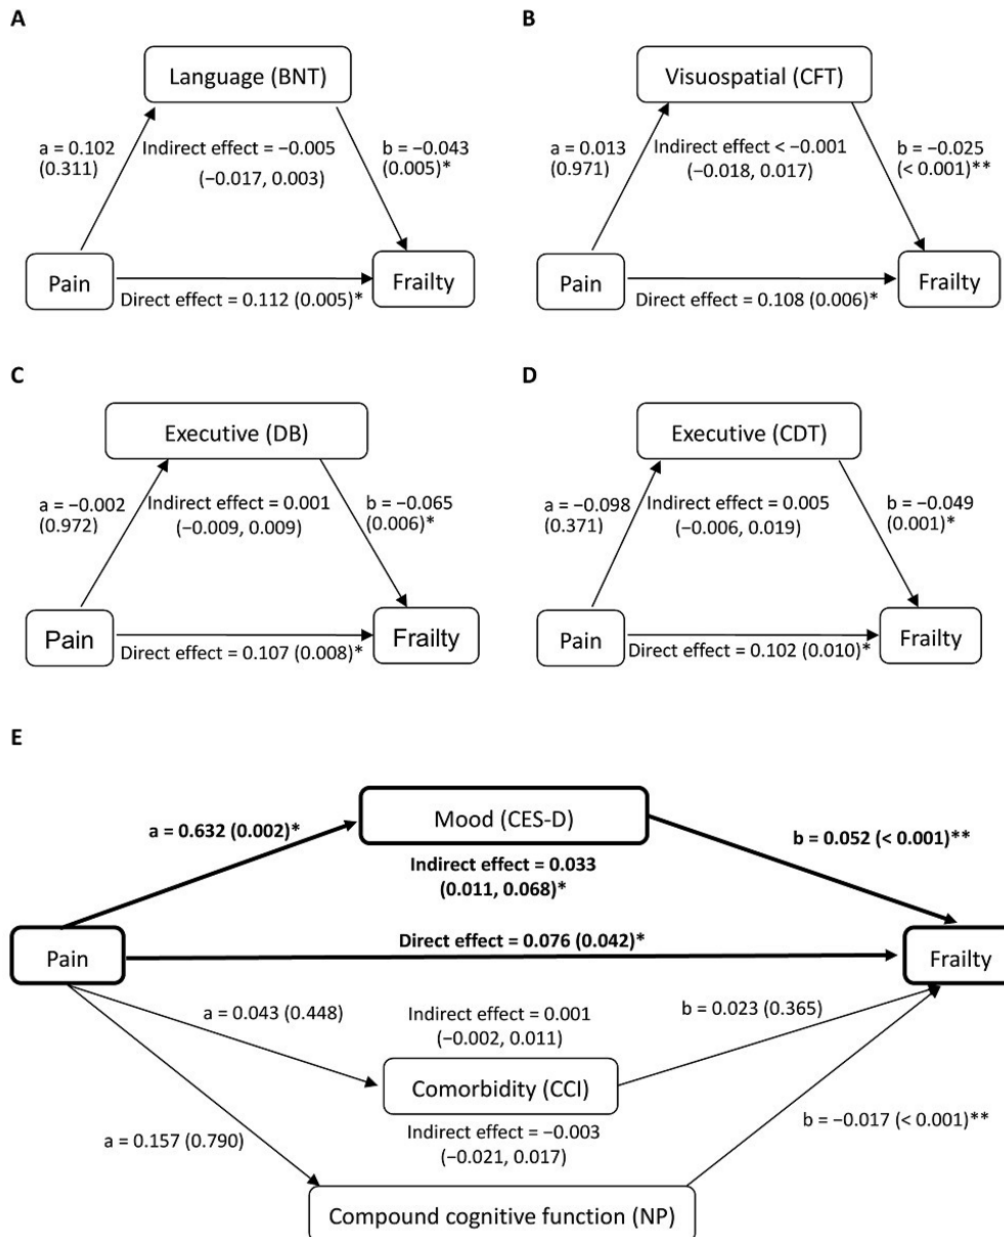 A
Language (BNT)
a = 0.102
(0.311)
Indirect effect = −0.005
(−0.017, 0.003)
b = −0.043
(0.005)*
Pain
Frailty
Direct effect = 0.112 (0.005)*
B
Visuospatial (CFT)
a = 0.013
(0.971)
Indirect effect < −0.001
(−0.018, 0.017)
b = −0.025
(< 0.001)**
Pain
Frailty
Direct effect = 0.108 (0.006)*
C
Executive (DB)
a = −0.002
(0.972)
Indirect effect = 0.001
(−0.009, 0.009)
b = −0.065
(0.006)*
Pain
Frailty
Direct effect = 0.107 (0.008)*
D
Executive (CDT)
a = −0.098
(0.371)
Indirect effect = 0.005
(−0.006, 0.019)
b = −0.049
(0.001)*
Pain
Frailty
Direct effect = 0.102 (0.010)*
E
Mood (CES-D)
a = 0.632 (0.002)*
b = 0.052 (< 0.001)**
Indirect effect = 0.033
(0.011, 0.068)*
Direct effect = 0.076 (0.042)*
Pain
Frailty
a = 0.043 (0.448)
Indirect effect = 0.001
(−0.002, 0.011)
b = 0.023 (0.365)
Comorbidity (CCI)
a = 0.157 (0.790)
Indirect effect = −0.003
(−0.021, 0.017)
b = −0.017 (< 0.001)**
Compound cognitive function (NP)